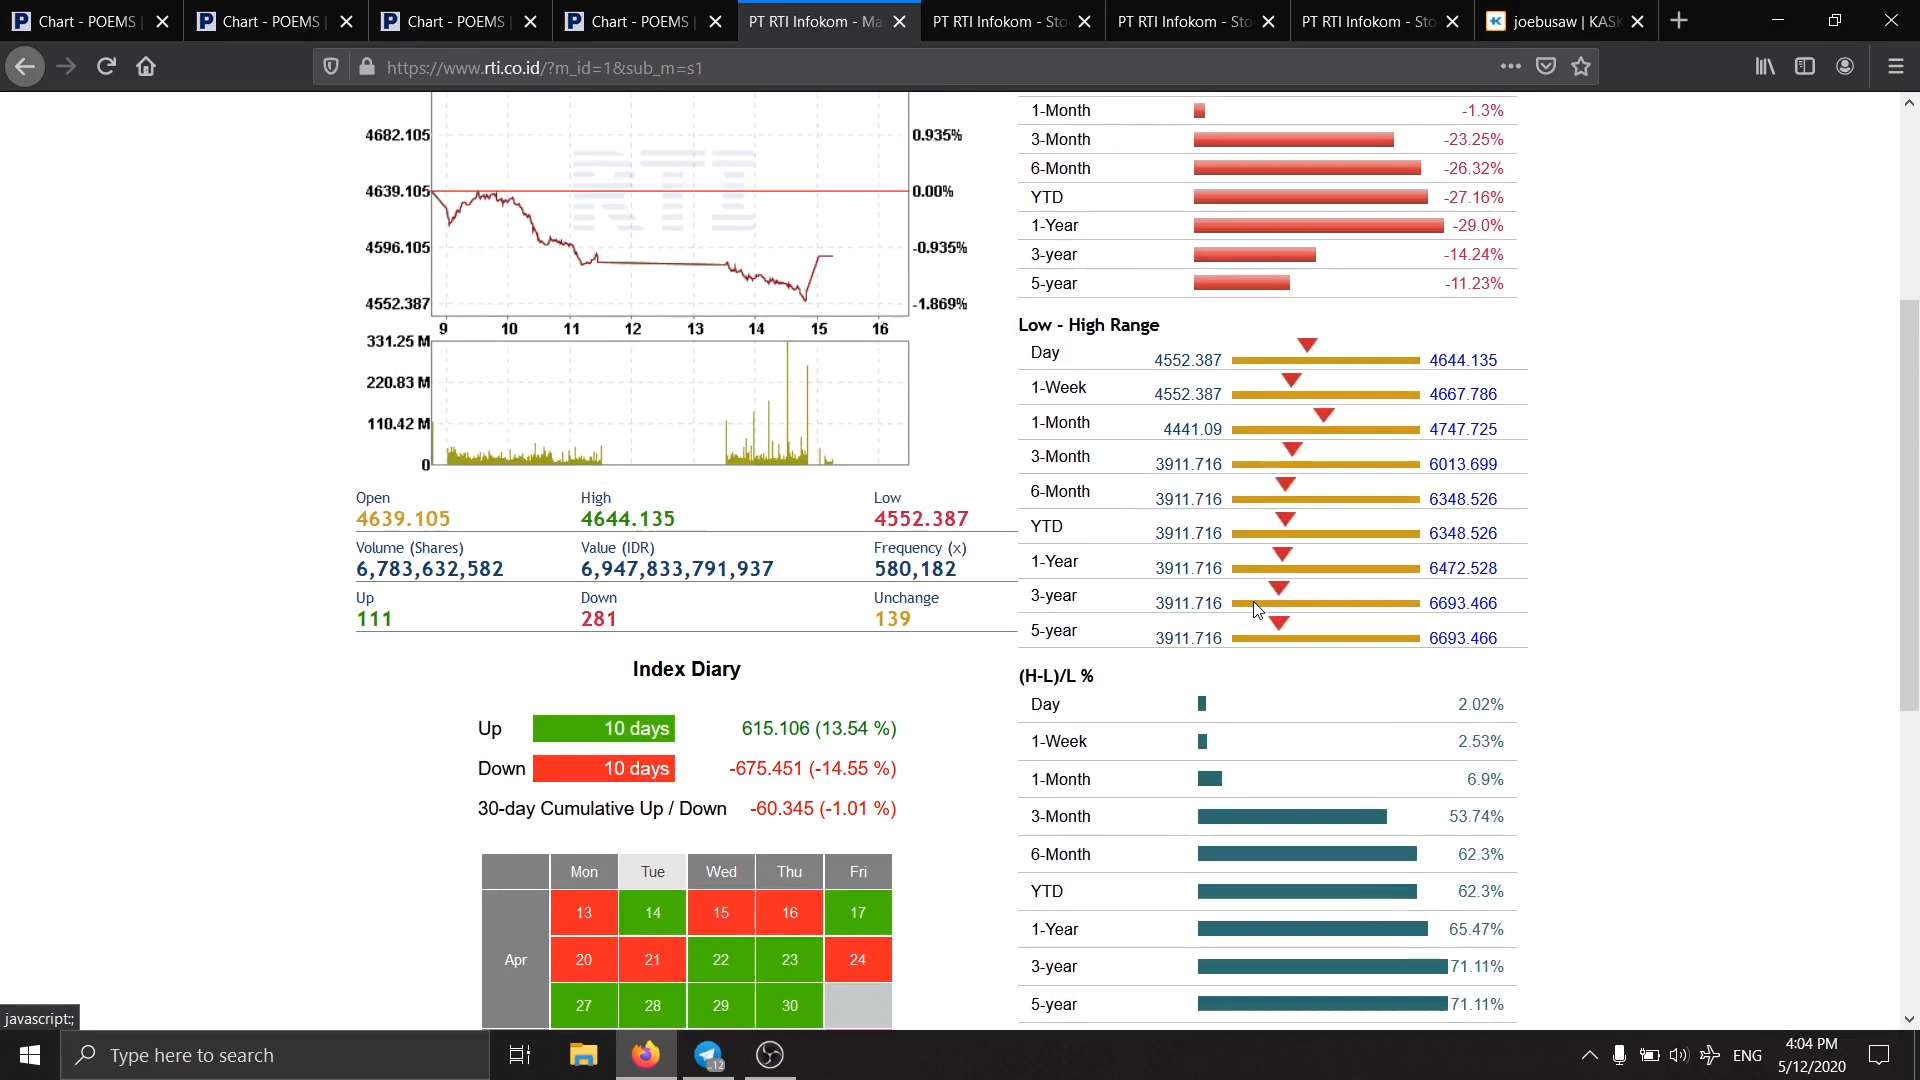 Chart - POEMS
Chart - POEMS
Chart - POEMS
Chart - POEMS
PT RTI Infokom - Ma
PT RTI Infokom - Sto
PT RTI Infokom - Sto
PT RTI Infokom - Sto
joebusaw | KASK
https://www.rti.co.id/?m_id=1&sub_m=s1
4682.105 0.935%
4639.105 0.00%
4596.105 -0.935%
4552.387 -1.869%
RTI
9 10 11 12 13 14 15 16
331.25 M
220.83 M
110.42 M
0
Open High Low
4639.105 4644.135 4552.387
Volume (Shares) Value (IDR) Frequency (x)
6,783,632,582 6,947,833,791,937 580,182
Up Down Unchange
111 281 139
Index Diary
Up 10 days 615.106 (13.54 %)
Down 10 days -675.451 (-14.55 %)
30-day Cumulative Up / Down -60.345 (-1.01 %)
Mon Tue Wed Thu Fri
13 14 15 16 17
Apr 20 21 22 23 24
27 28 29 30
1-Month -1.3%
3-Month -23.25%
6-Month -26.32%
YTD -27.16%
1-Year -29.0%
3-year -14.24%
5-year -11.23%
Low - High Range
Day 4552.387 4644.135
1-Week 4552.387 4667.786
1-Month 4441.09 4747.725
3-Month 3911.716 6013.699
6-Month 3911.716 6348.526
YTD 3911.716 6348.526
1-Year 3911.716 6472.528
3-year 3911.716 6693.466
5-year 3911.716 6693.466
(H-L)/L %
Day 2.02%
1-Week 2.53%
1-Month 6.9%
3-Month 53.74%
6-Month 62.3%
YTD 62.3%
1-Year 65.47%
3-year 71.11%
5-year 71.11%
javascript:;
Type here to search
12
ENG
4:04 PM
5/12/2020